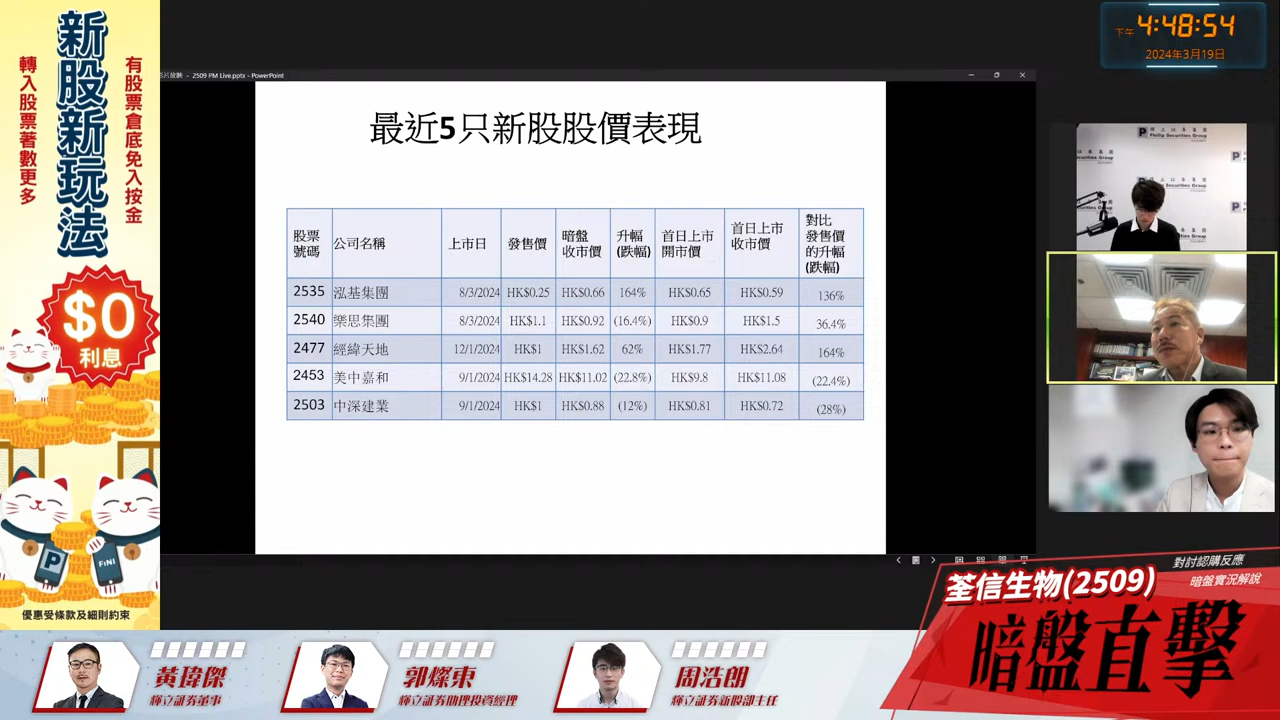 新股新玩法
有股票倉底免入按金
轉入股票著數更多
$0
利息
P
FiNi
優惠受條款及細則約束
2509 PM Live.pptx - PowerPoint
最近5只新股股價表現
股票號碼 公司名稱 上市日 發售價 暗盤收市價 升幅(跌幅) 首日上市開市價 首日上市收市價 對比發售價的升幅(跌幅)
2535 泓基集團 8/3/2024 HK$0.25 HK$0.66 164% HK$0.65 HK$0.59 136%
2540 樂思集團 8/3/2024 HK$1.1 HK$0.92 (16.4%) HK$0.9 HK$1.5 36.4%
2477 經緯天地 12/1/2024 HK$1 HK$1.62 62% HK$1.77 HK$2.64 164%
2453 美中嘉和 9/1/2024 HK$14.28 HK$11.02 (22.8%) HK$9.8 HK$11.08 (22.4%)
2503 中深建業 9/1/2024 HK$1 HK$0.88 (12%) HK$0.81 HK$0.72 (28%)
下午 4:48:54
2024年3月19日
Phillip Securities Group
對討認購反應
暗盤實況解說
荃信生物(2509)
暗盤直擊
黃瑋傑
輝立証券董事
郭燦東
輝立証券助理投資經理
周浩朗
輝立証券新股部主任